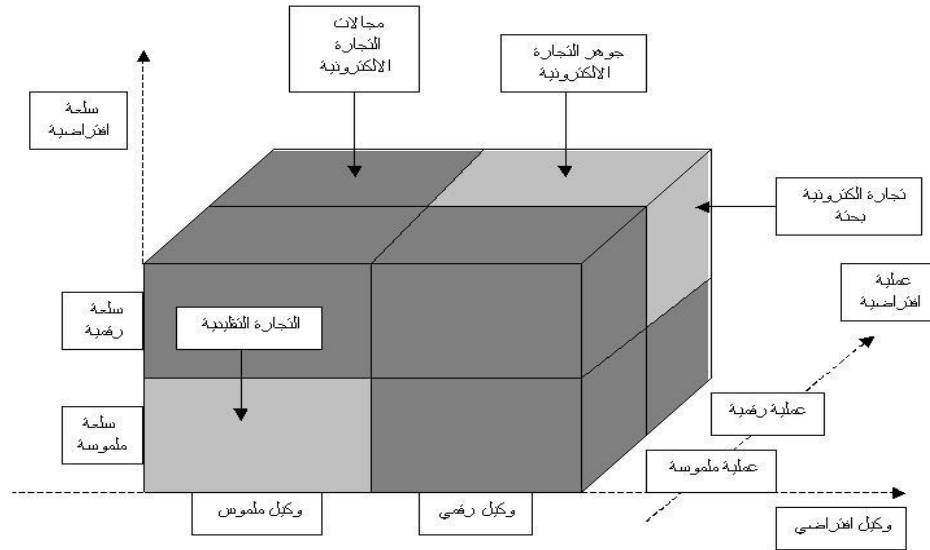 مجالات
التجارة
الالكترونية
جوهر التجارة
الالكترونية
سلعة
افتراضية
تجارة الكترونية
بحتة
عملية
افتراضية
سلعة
رقمية
التجارة التقليدية
عملية رقمية
سلعة
ملموسة
عملية ملموسة
وكيل ملموس
وكيل رقمي
وكيل افتراضي